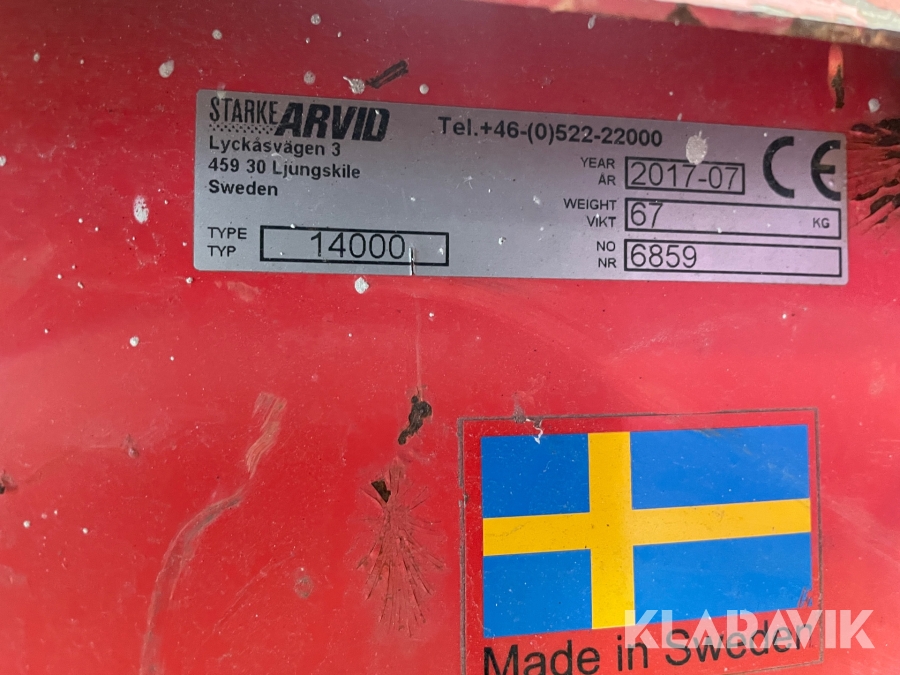 STARKE ARVID
Lyckåsvägen 3
459 30 Ljungskile
Sweden
TYPE
TYP
14000
Tel.+46-(0)522-22000
YEAR
ÅR
2017-07
CE
WEIGHT
VIKT
67
KG
NO
NR
6859
Made in Sweden
KLARAVIK